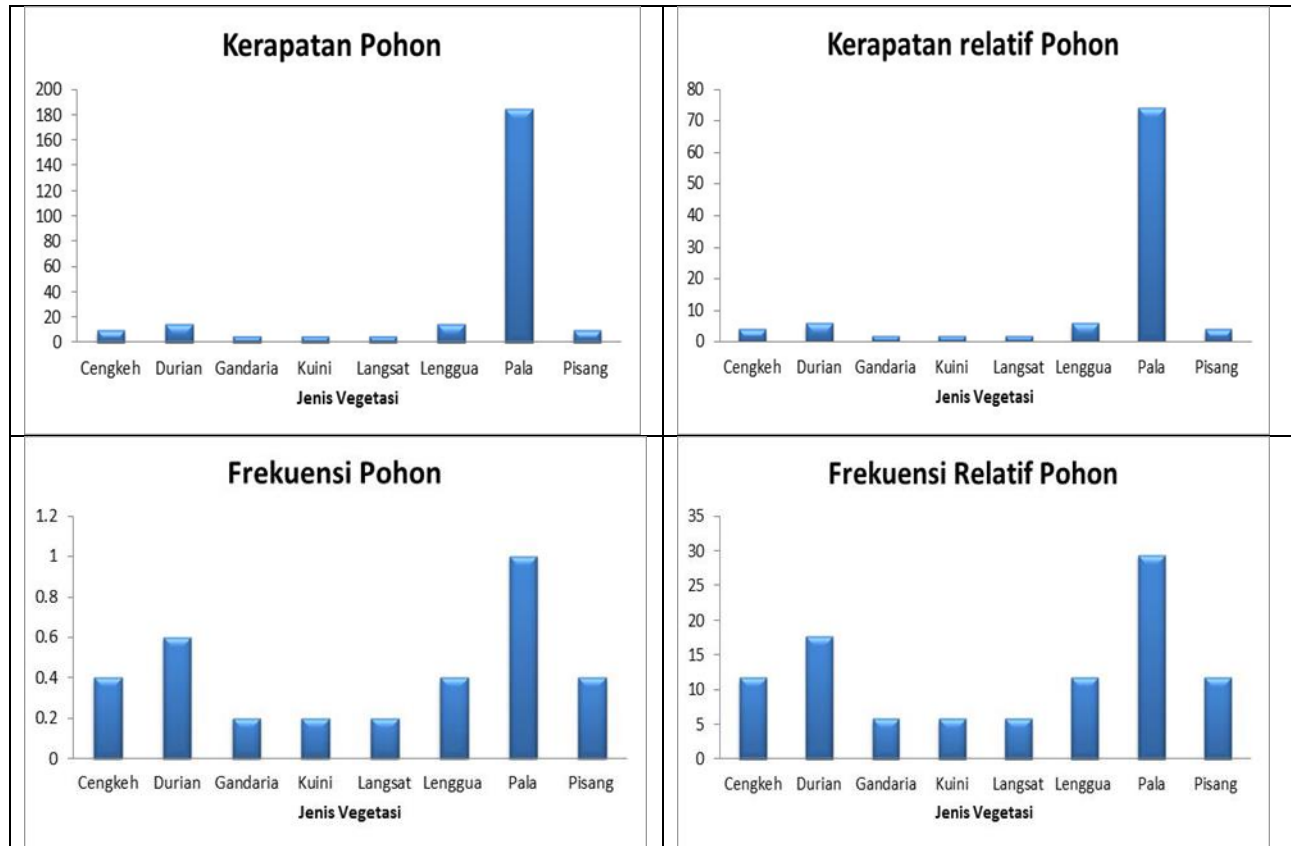 Kerapatan Pohon
200
180
160
140
120
100
80
60
40
20
0
Cengkeh Durian Gandaria Kuini Langsat Lenggua Pala Pisang
Jenis Vegetasi
Kerapatan relatif Pohon
80
70
60
50
40
30
20
10
0
Cengkeh Durian Gandaria Kuini Langsat Lenggua Pala Pisang
Jenis Vegetasi
Frekuensi Pohon
1.2
1
0.8
0.6
0.4
0.2
0
Cengkeh Durian Gandaria Kuini Langsat Lenggua Pala Pisang
Jenis Vegetasi
Frekuensi Relatif Pohon
35
30
25
20
15
10
5
0
Cengkeh Durian Gandaria Kuini Langsat Lenggua Pala Pisang
Jenis Vegetasi